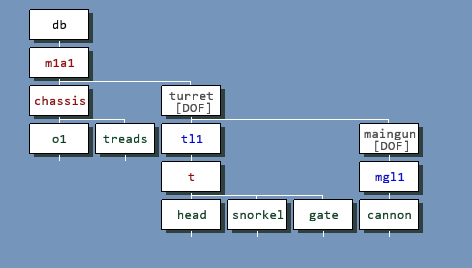 db
m1a1
chassis
turret
[DOF]
o1
treads
tl1
maingun
[DOF]
t
mgl1
head
snorkel
gate
cannon